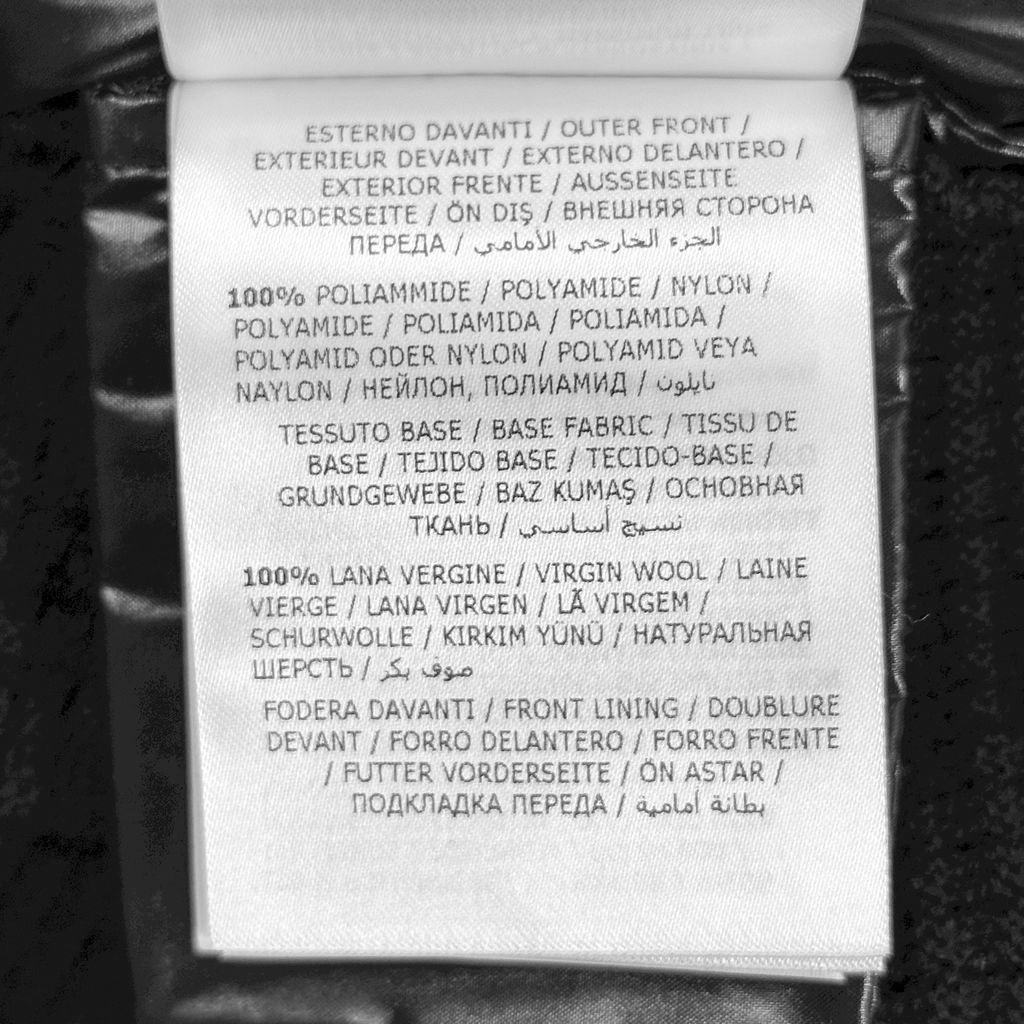 ESTERNO DAVANTI / OUTER FRONT /
EXTERIEUR DEVANT / EXTERNO DELANTERO /
EXTERIOR FRENTE / AUSSENSEITE
VORDERSEITE / ÖN DIŞ / ВНЕШНЯЯ СТОРОНА
ПЕРЕДА / الجزء الخارجي الأمامي
100% POLIAMMIDE / POLYAMIDE / NYLON /
POLYAMIDE / POLIAMIDA / POLIAMIDA /
POLYAMID ODER NYLON / POLYAMID VEYA
NAYLON / НЕЙЛОН, ПОЛИАМИД / نايلون
TESSUTO BASE / BASE FABRIC / TISSU DE
BASE / TEJIDO BASE / TECIDO-BASE /
GRUNDGEWEBE / BAZ KUMAŞ / ОСНОВНАЯ
ТКАНЬ / نسيج أساسي
100% LANA VERGINE / VIRGIN WOOL / LAINE
VIERGE / LANA VIRGEN / LÃ VIRGEM /
SCHURWOLLE / KIRKIM YÜNÜ / НАТУРАЛЬНАЯ
ШЕРСТЬ / صوف بكر
FODERA DAVANTI / FRONT LINING / DOUBLURE
DEVANT / FORRO DELANTERO / FORRO FRENTE
/ FUTTER VORDERSEITE / ÖN ASTAR /
ПОДКЛАДКА ПЕРЕДА / بطانة أمامية